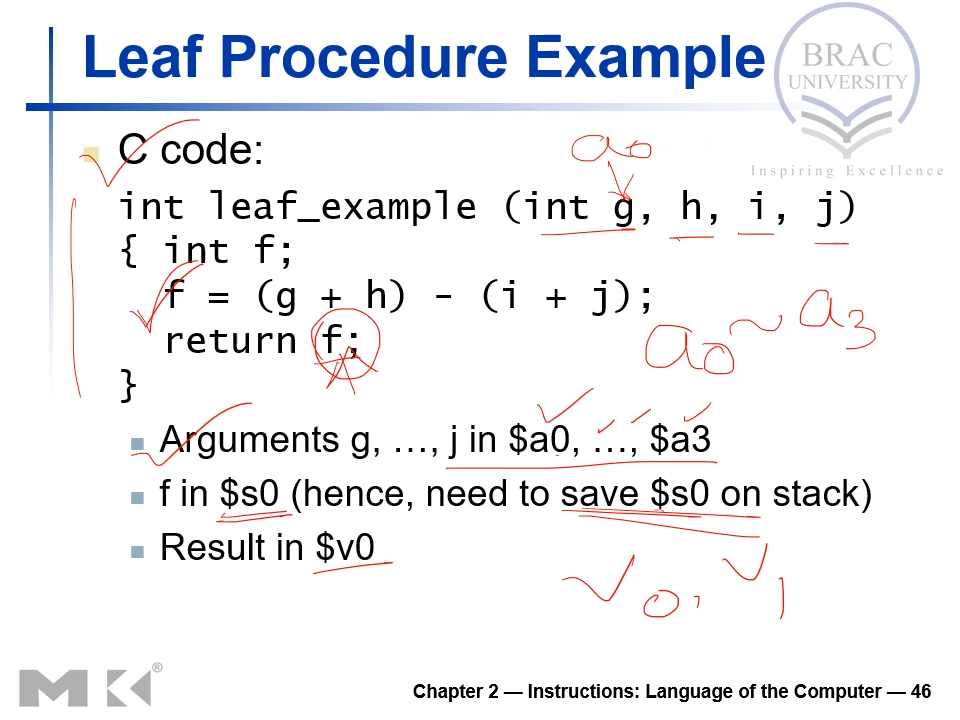 Leaf Procedure Example
BRAC
UNIVERSITY
Inspiring Excellence
C code:
a0
int leaf_example (int g, h, i, j)
{ int f;
f = (g + h) - (i + j);
a0 ~ a3
return f;
}
Arguments g, …, j in $a0, …, $a3
f in $s0 (hence, need to save $s0 on stack)
Result in $v0
v0, v1
MK®
Chapter 2 — Instructions: Language of the Computer — 46